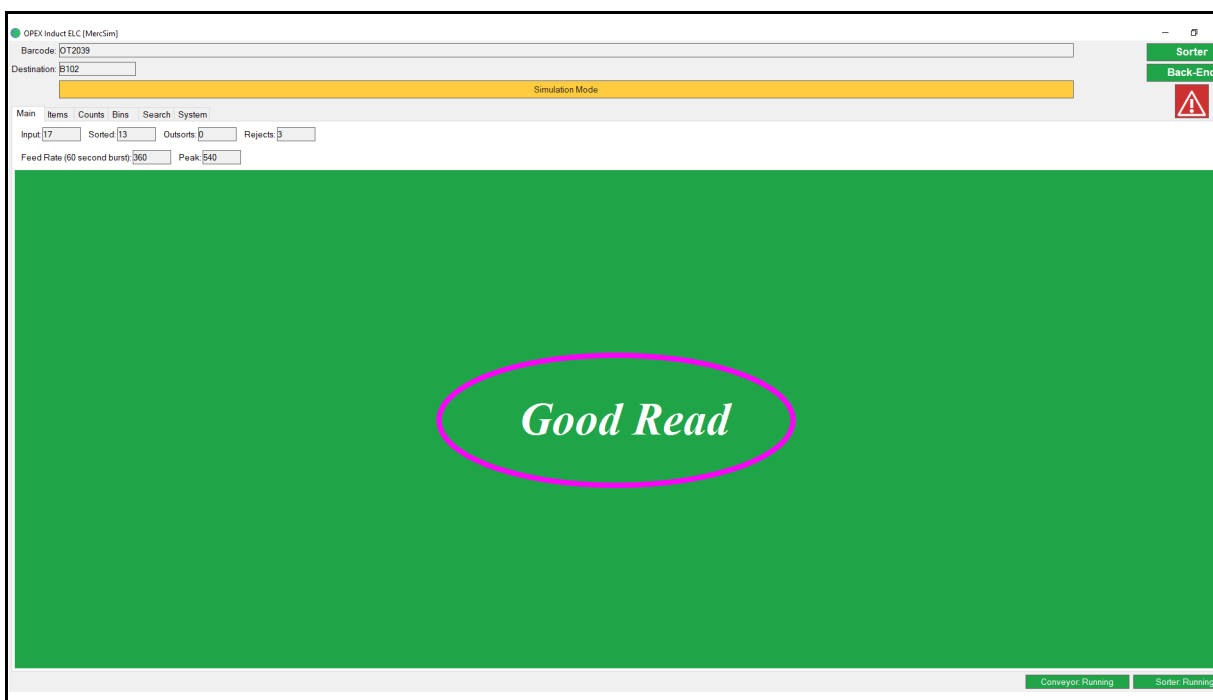 OPEX Induct ELC [MercSim]
Barcode: OT2039
Sorter
Destination: B102
Back-End
Simulation Mode
Main Items Counts Bins Search System
Input: 17 Sorted: 13 Outsorts: 0 Rejects: 3
Feed Rate (60 second burst): 360 Peak: 540
Good Read
Conveyor: Running Sorter: Running